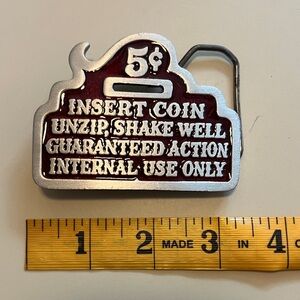 5¢
INSERT COIN
UNZIP, SHAKE WELL
GUARANTEED ACTION
INTERNAL USE ONLY
1 2 MADE 3 IN 4